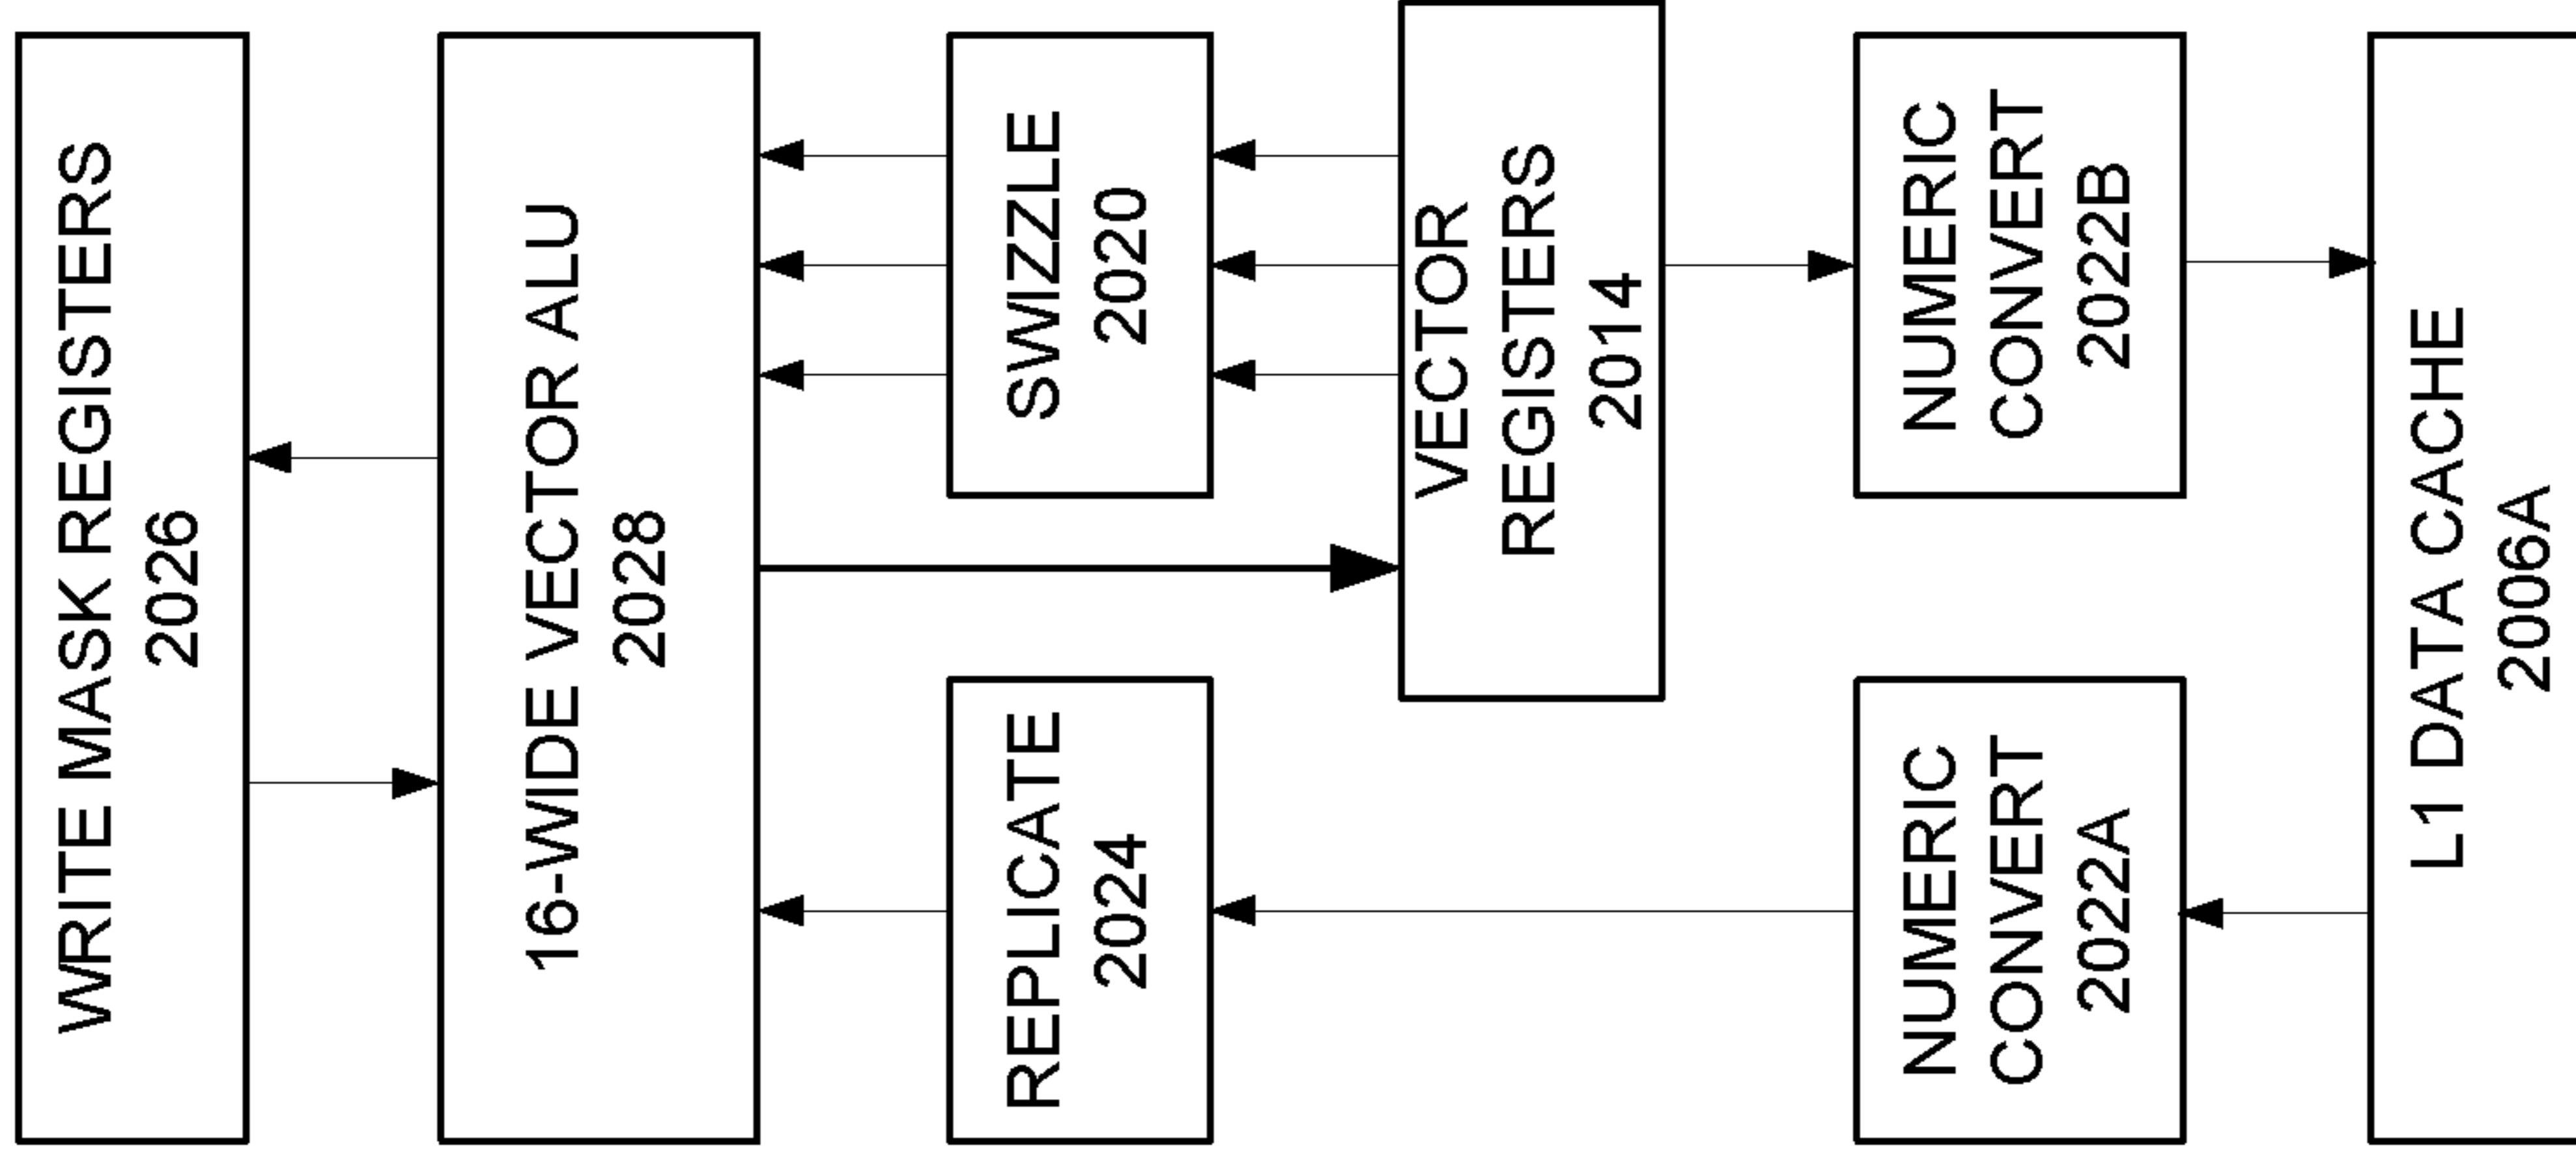 WRITE MASK REGISTERS
2026
16-WIDE VECTOR ALU
2028
REPLICATE
2024
SWIZZLE
2020
VECTOR
REGISTERS
2014
NUMERIC
CONVERT
2022A
NUMERIC
CONVERT
2022B
L1 DATA CACHE
2006A